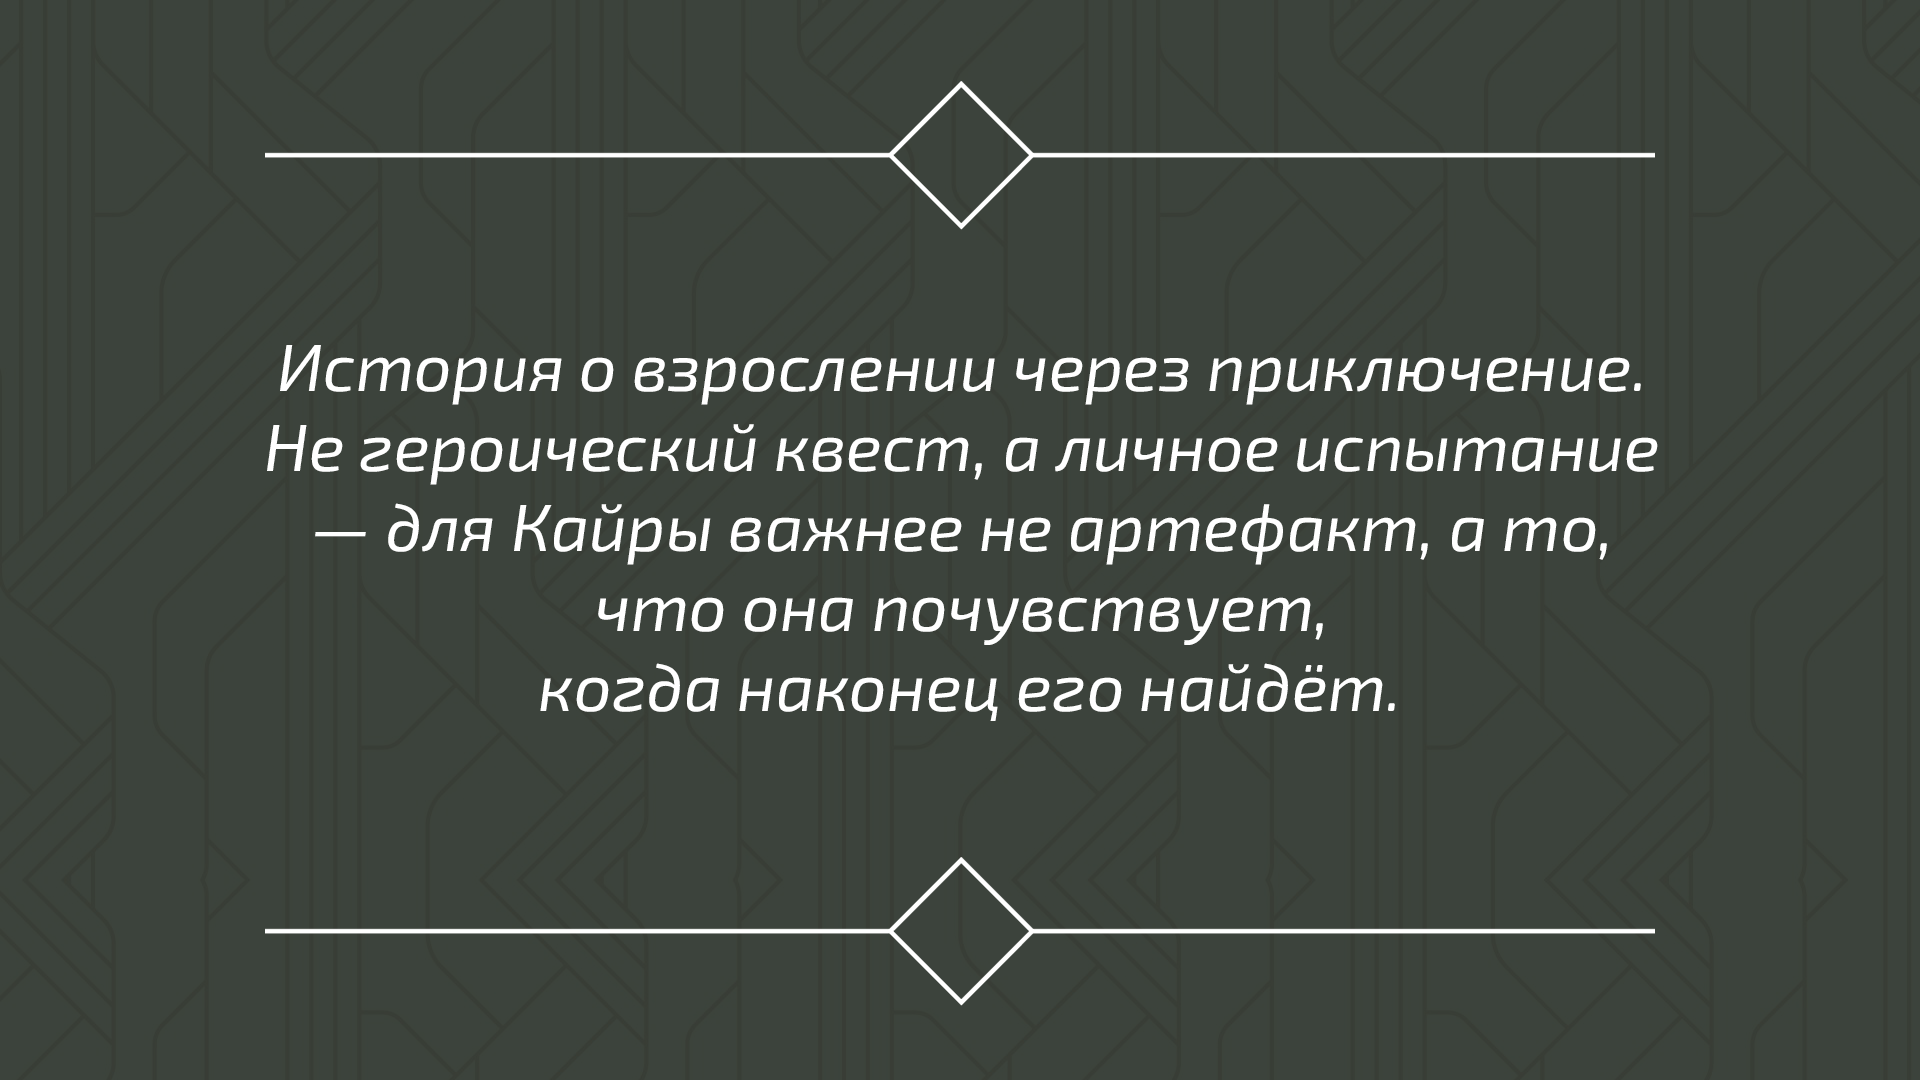 История о взрослении через приключение.
Не героический квест, а личное испытание
— для Кайры важнее не артефакт, а то,
что она почувствует,
когда наконец его найдёт.